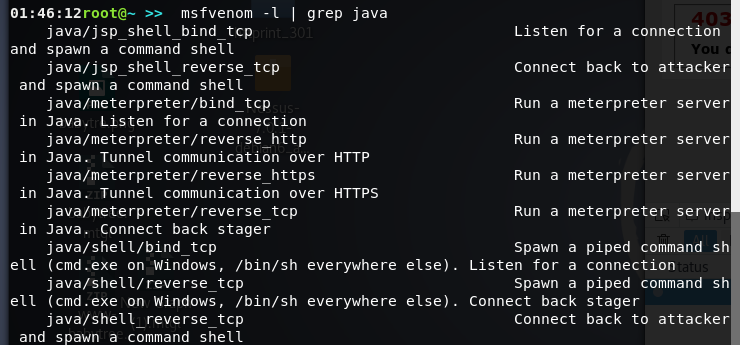 01:46:12root@~ >> msfvenom -l | grep java
java/jsp_shell_bind_tcp Listen for a connection
and spawn a command shell
java/jsp_shell_reverse_tcp Connect back to attacker
and spawn a command shell
java/meterpreter/bind_tcp Run a meterpreter server
in Java. Listen for a connection
java/meterpreter/reverse_http Run a meterpreter server
in Java. Tunnel communication over HTTP
java/meterpreter/reverse_https Run a meterpreter server
in Java. Tunnel communication over HTTPS
java/meterpreter/reverse_tcp Run a meterpreter server
in Java. Connect back stager
java/shell/bind_tcp Spawn a piped command sh
ell (cmd.exe on Windows, /bin/sh everywhere else). Listen for a connection
java/shell/reverse_tcp Spawn a piped command sh
ell (cmd.exe on Windows, /bin/sh everywhere else). Connect back stager
java/shell_reverse_tcp Connect back to attacker
and spawn a command shell
403
You